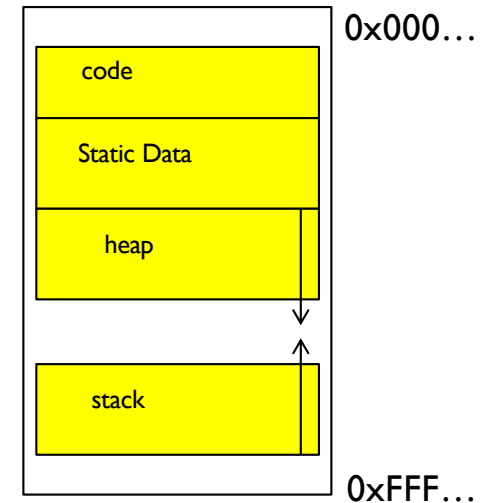 0x000…
code
Static Data
heap
stack
0xFFF…